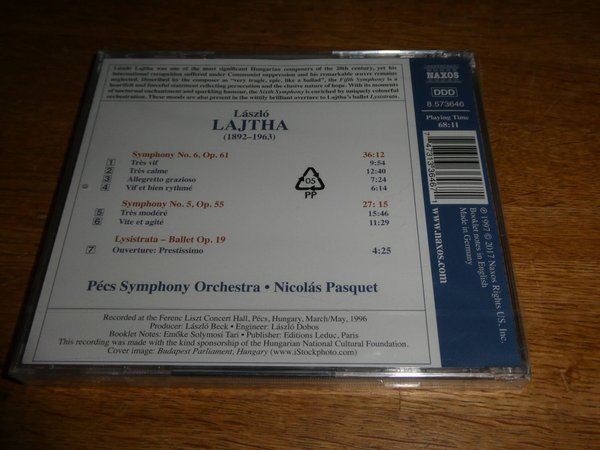 László Lajtha was one of the most significant Hungarian composers of the 20th century, yet his
international recognition suffered under Communist suppression and his remarkable œuvre remains
neglected. Described by the composer as "very tragic, epic, like a ballad", the Fifth Symphony is a
heartfelt and forceful statement reflecting persecution and the elusive nature of hope. With its moments
of nocturnal enchantment and sparkling humour, the Sixth Symphony is enriched by uniquely colourful
orchestration. These moods are also present in the wittily brilliant overture to Lajtha's ballet Lysistrata.
László
LAJTHA
(1892–1963)
Symphony No. 6, Op. 61 36:12
1 Très vif 9:54
2 Très calme 12:40
3 Allegretto grazioso 7:24
4 Vif et bien rythmé 6:14
Symphony No. 5, Op. 55 27: 15
5 Très modéré 15:46
6 Vite et agité 11:29
Lysistrata – Ballet Op. 19
7 Ouverture: Prestissimo 4:25
05
PP
Pécs Symphony Orchestra • Nicolás Pasquet
Recorded at the Ferenc Liszt Concert Hall, Pécs, Hungary, March/May, 1996
Producer: László Beck • Engineer: László Dobos
Booklet Notes: Emőke Solymosi Tari • Publisher: Editions Leduc, Paris
This recording was made with the kind sponsorship of the Hungarian National Cultural Foundation.
Cover image: Budapest Parliament, Hungary (www.iStockphoto.com)
NAXOS
DDD
8.573646
Playing Time
68:11
www.naxos.com
℗ 1997 © 2017 Naxos Rights US, Inc.
Booklet notes in English
Made in Germany